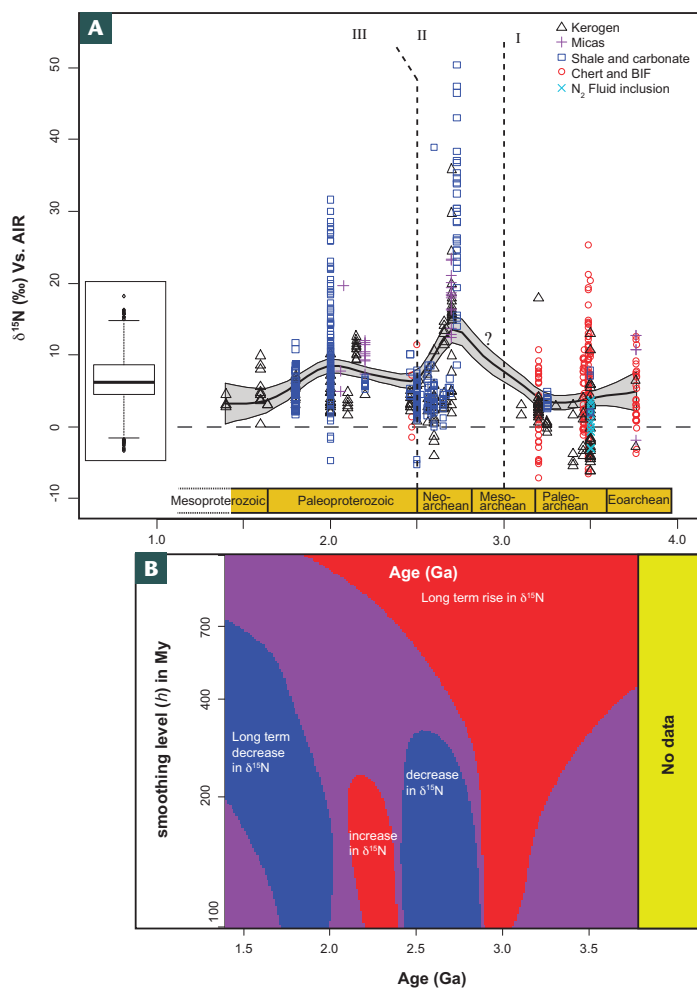 A
III
II
I
Kerogen
Micas
Shale and carbonate
Chert and BIF
N₂ Fluid inclusion
δ¹⁵N (‰) Vs. AIR
50
40
30
20
10
0
-10
?
Mesoproterozoic
Paleoproterozoic
Neo-
archean
Meso-
archean
Paleo-
archean
Eoarchean
1.0
2.0
3.0
4.0
B
Age (Ga)
Long term rise in δ¹⁵N
smoothing level (h) in My
700
400
200
100
Long term
decrease
in δ¹⁵N
increase
in δ¹⁵N
decrease
in δ¹⁵N
No data
1.5
2.0
2.5
3.0
3.5
Age (Ga)